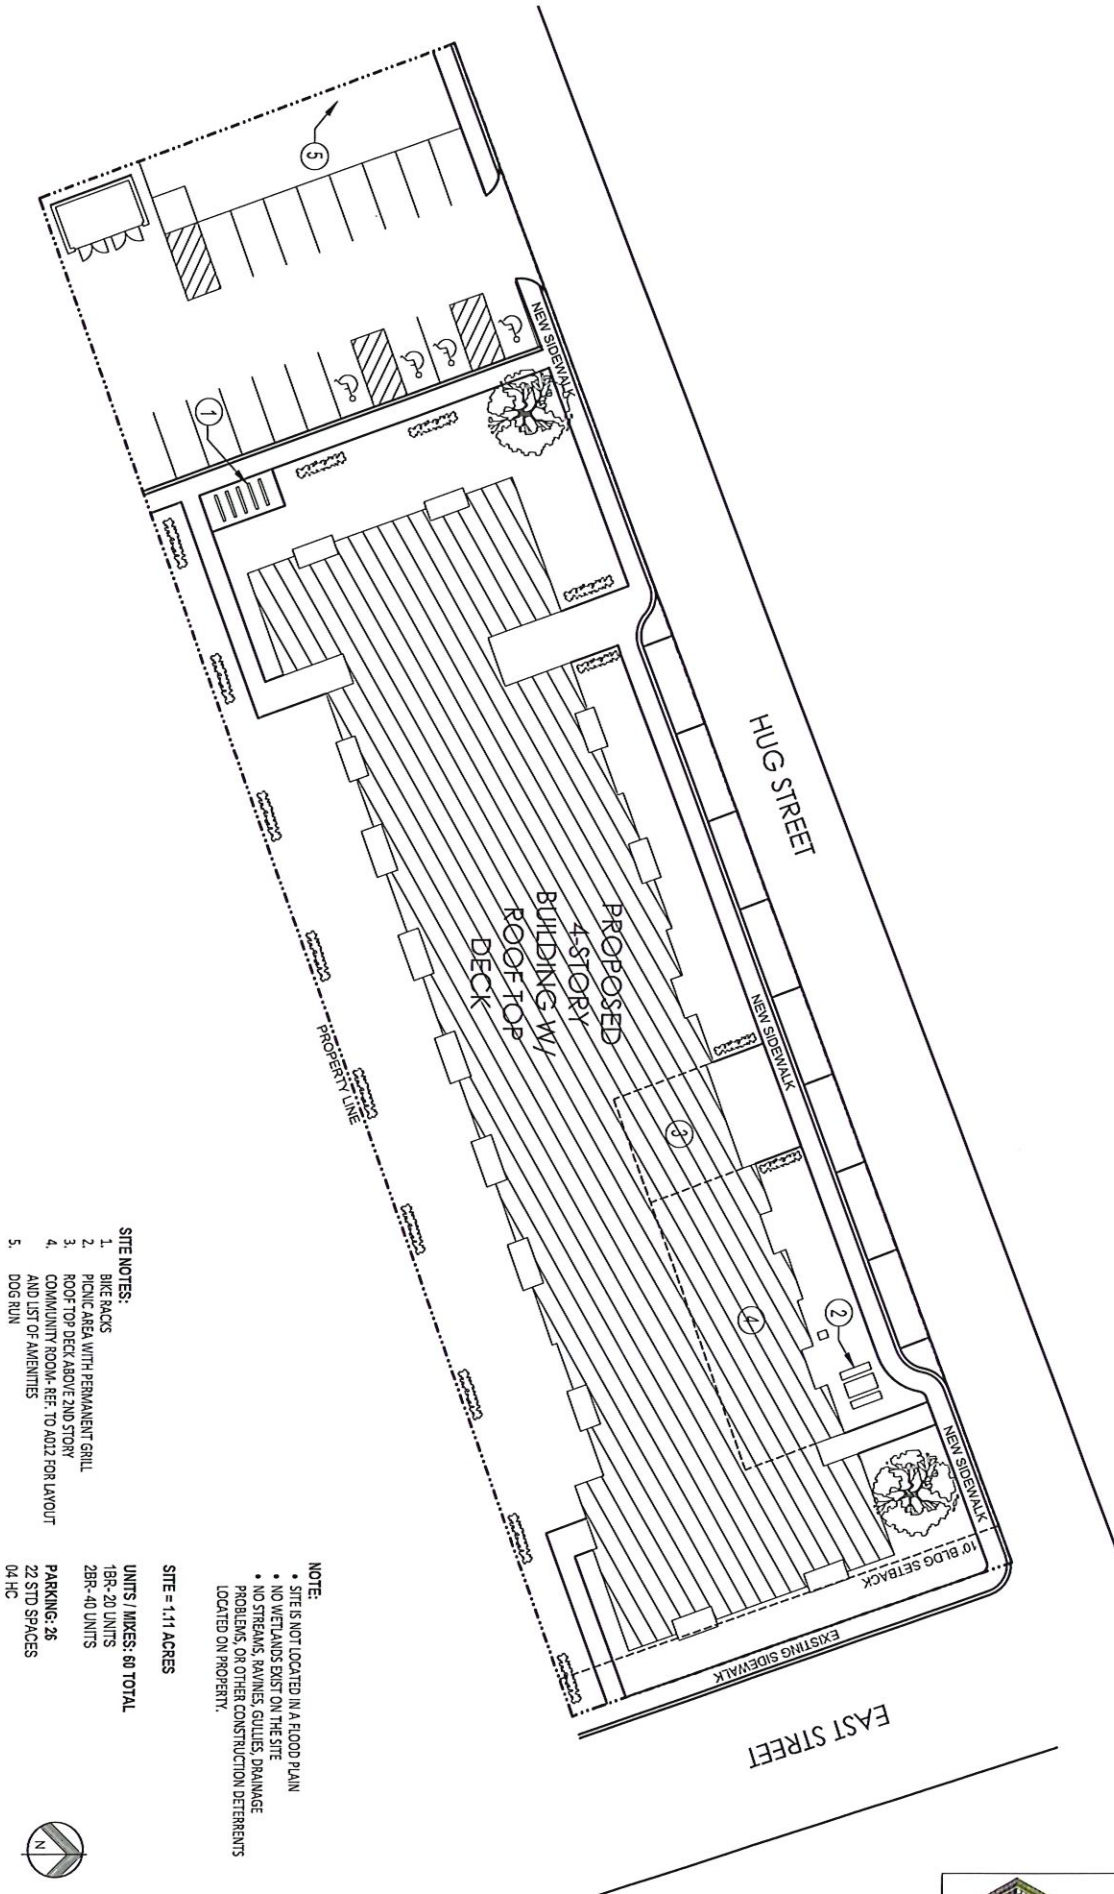 HUG STREET
NEW SIDEWALK
NEW SIDEWALK
NEW SIDEWALK
10' BLDG SETBACK
EXISTING SIDEWALK
EAST STREET
PROPERTY LINE
PROPOSED
4-STORY
BUILDING W/
ROOF TOP
DECK
1
2
3
4
5
SITE NOTES:
1. BIKE RACKS
2. PICNIC AREA WITH PERMANENT GRILL
3. ROOF TOP DECK ABOVE 2ND STORY
4. COMMUNITY ROOM- REF. TO A012 FOR LAYOUT
AND LIST OF AMENITIES
5. DOG RUN
NOTE:
• SITE IS NOT LOCATED IN A FLOOD PLAIN
• NO WETLANDS EXIST ON THE SITE
• NO STREAMS, RAVINES, GULLIES, DRAINAGE
PROBLEMS, OR OTHER CONSTRUCTION DETERRENTS
LOCATED ON PROPERTY.
SITE = 1.11 ACRES
UNITS / MIXES: 60 TOTAL
1BR- 20 UNITS
2BR- 40 UNITS
PARKING: 26
22 STD SPACES
04 HC
N